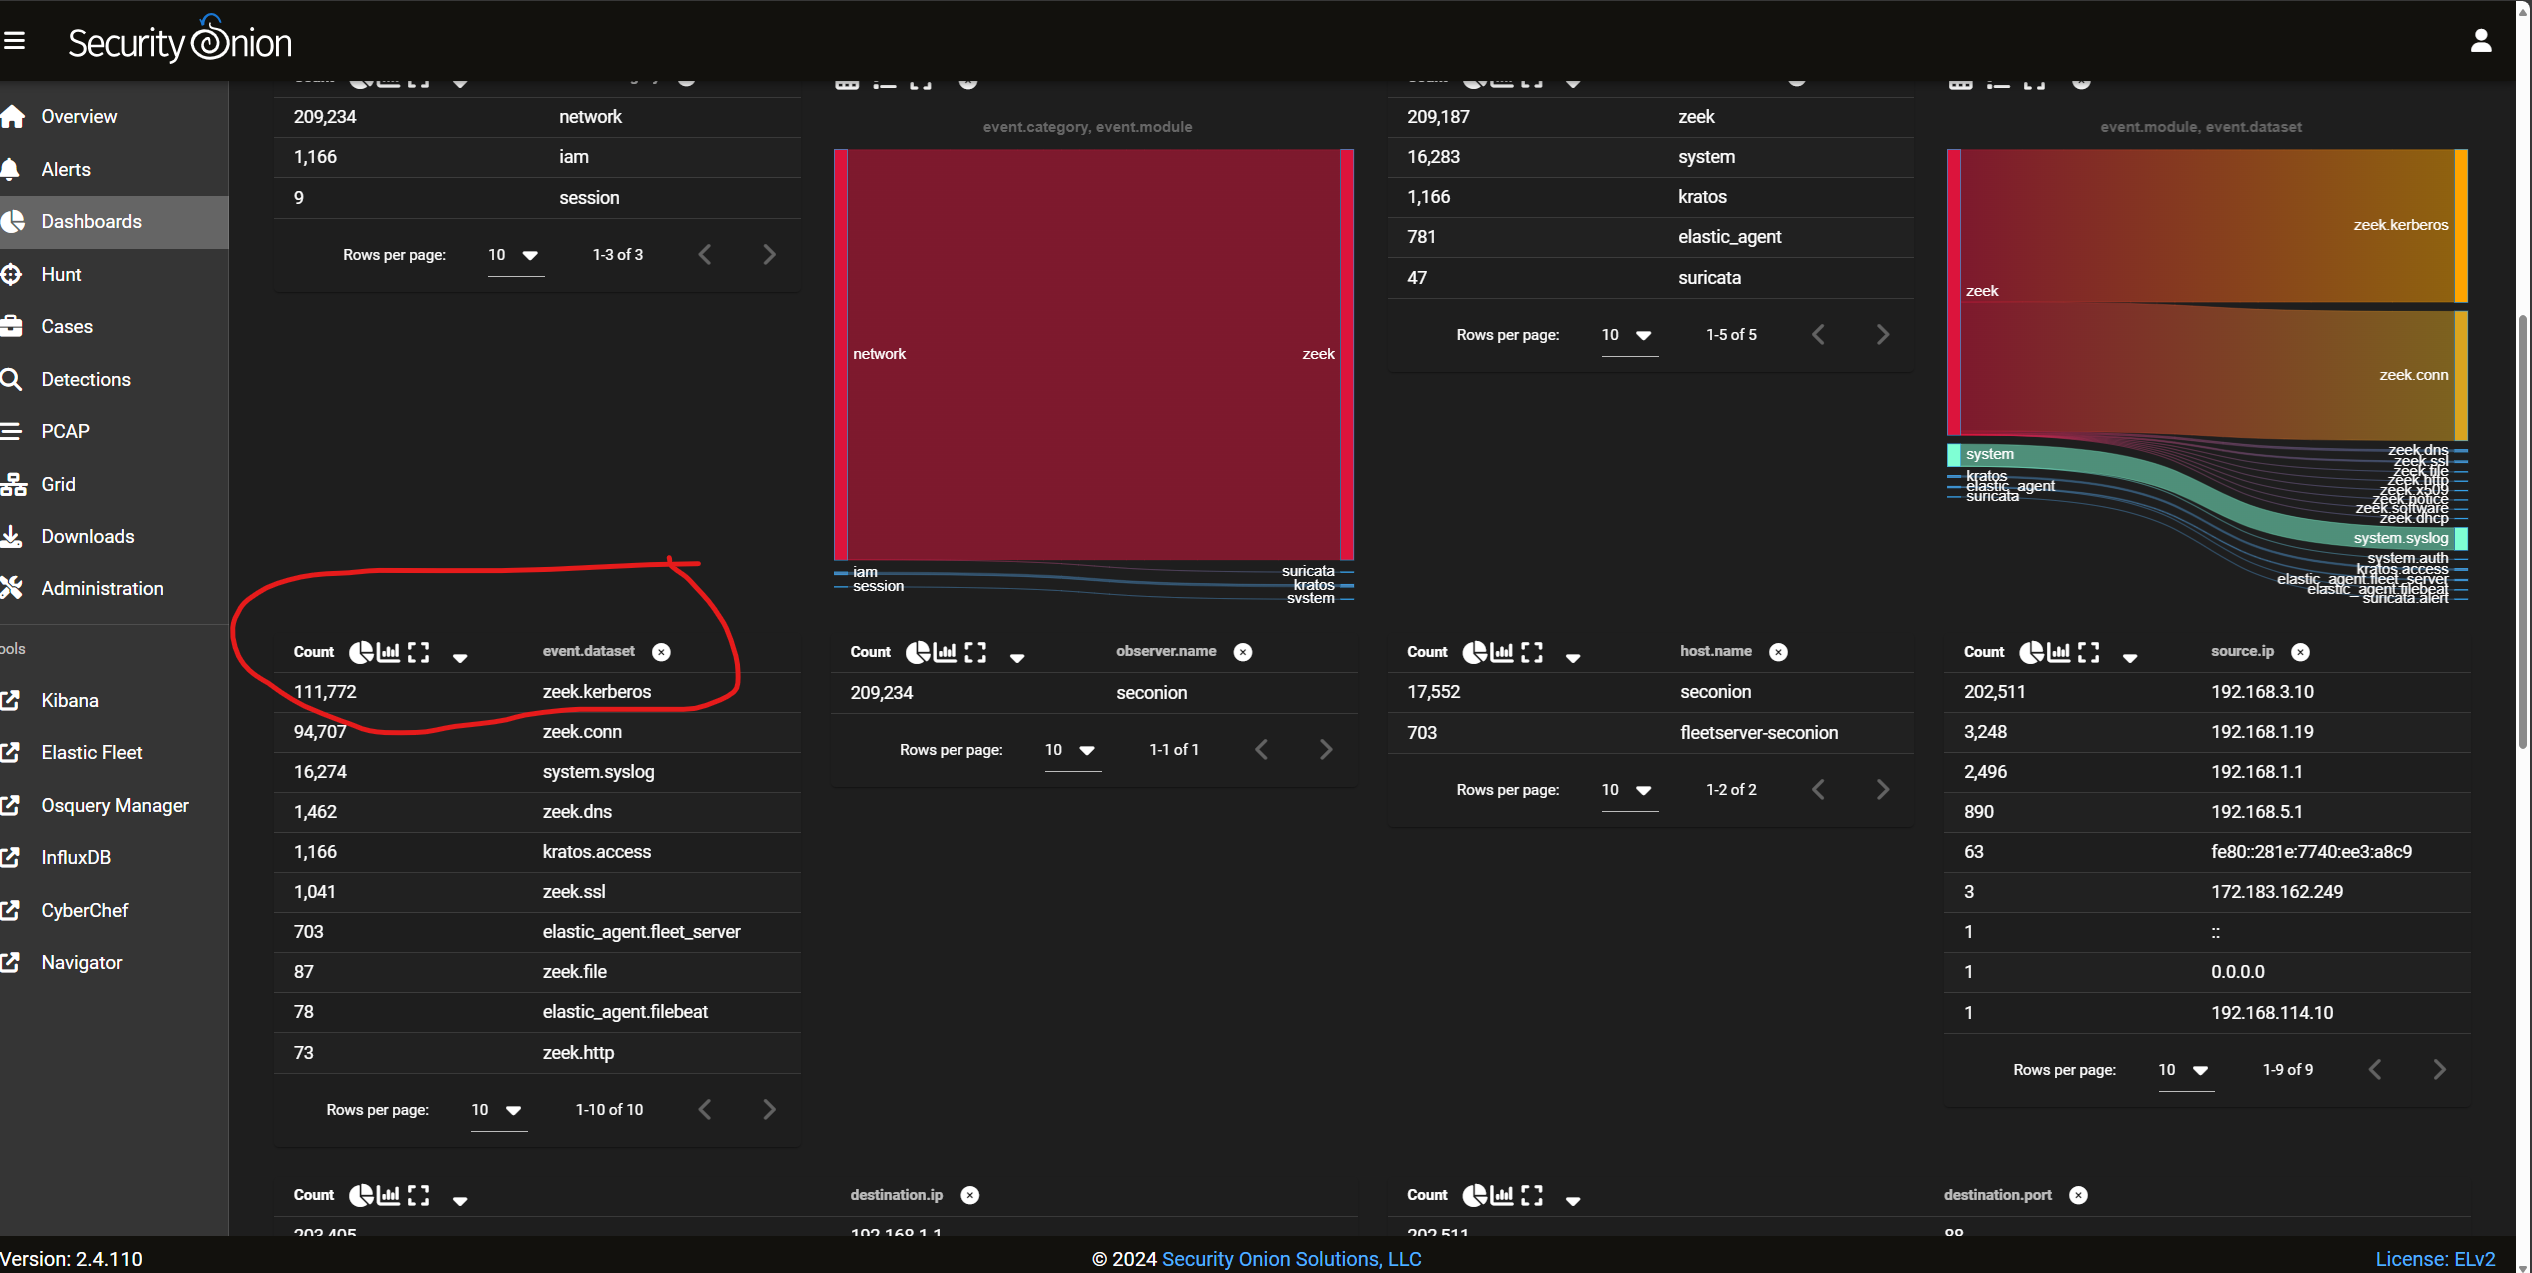 Security Onion
Overview
Alerts
Dashboards
Hunt
Cases
Detections
PCAP
Grid
Downloads
Administration
ools
Kibana
Elastic Fleet
Osquery Manager
InfluxDB
CyberChef
Navigator
209,234 network
1,166 iam
9 session
Rows per page: 10 1-3 of 3
event.category, event.module
network zeek
iam suricata
session kratos
system
209,187 zeek
16,283 system
1,166 kratos
781 elastic_agent
47 suricata
Rows per page: 10 1-5 of 5
event.module, event.dataset
zeek.kerberos
zeek
zeek.conn
system
kratos
elastic_agent
suricata
zeek.dns
zeek.ssl
zeek.file
zeek.http
zeek.x509
zeek.notice
zeek.software
zeek.dhcp
system.syslog
system.auth
kratos.access
elastic_agent.fleet_server
elastic_agent.filebeat
suricata.alert
Count event.dataset
111,772 zeek.kerberos
94,707 zeek.conn
16,274 system.syslog
1,462 zeek.dns
1,166 kratos.access
1,041 zeek.ssl
703 elastic_agent.fleet_server
87 zeek.file
78 elastic_agent.filebeat
73 zeek.http
Rows per page: 10 1-10 of 10
Count observer.name
209,234 seconion
Rows per page: 10 1-1 of 1
Count host.name
17,552 seconion
703 fleetserver-seconion
Rows per page: 10 1-2 of 2
Count source.ip
202,511 192.168.3.10
3,248 192.168.1.19
2,496 192.168.1.1
890 192.168.5.1
63 fe80::281e:7740:ee3:a8c9
3 172.183.162.249
1 ::
1 0.0.0.0
1 192.168.114.10
Rows per page: 10 1-9 of 9
Count destination.ip
203,405 192.168.1.1
Count destination.port
202,511 88
Version: 2.4.110
© 2024 Security Onion Solutions, LLC
License: ELv2